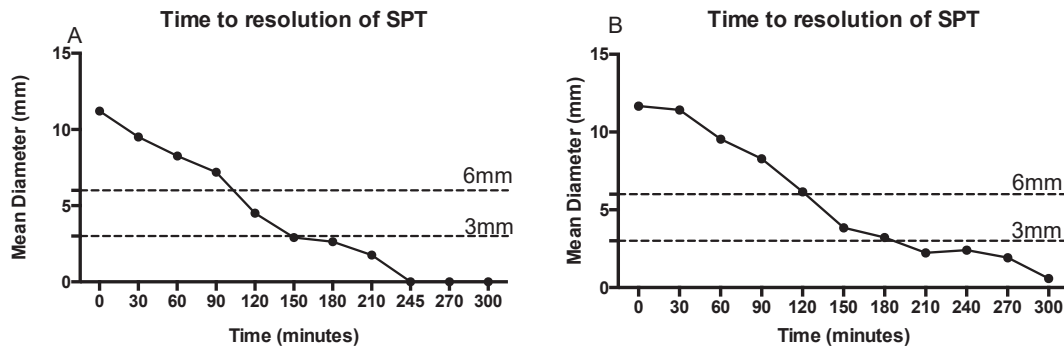 A
Time to resolution of SPT
15
10
5
0
Mean Diameter (mm)
6mm
3mm
0 30 60 90 120 150 180 210 245 270 300
Time (minutes)
B
Time to resolution of SPT
15
10
5
0
Mean Diameter (mm)
6mm
3mm
0 30 60 90 120 150 180 210 240 270 300
Time (minutes)